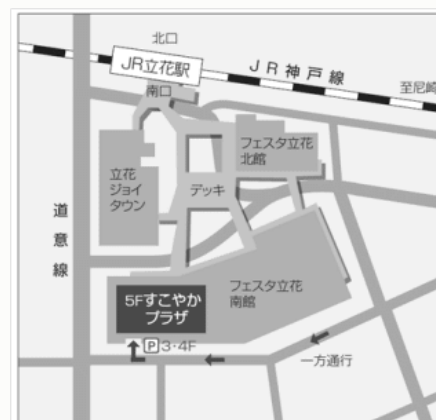 北口
JR立花駅
JR神戸線
至尼崎
南口
フェスタ立花
北館
立花
ジョイ
タウン
デッキ
道意線
フェスタ立花
南館
5Fすこやか
プラザ
P3・4F
一方通行